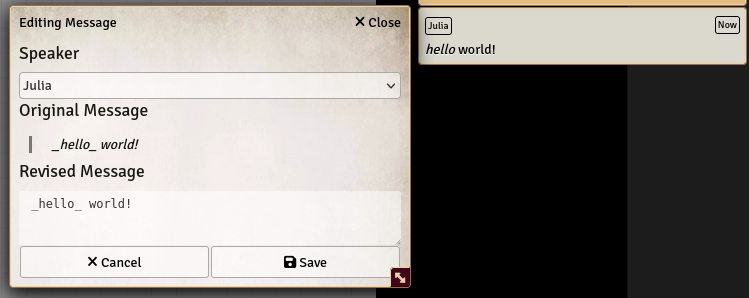 Editing Message
Close
Speaker
Julia
Original Message
_hello_ world!
Revised Message
_hello_ world!
Cancel
Save
Julia
Now
hello world!